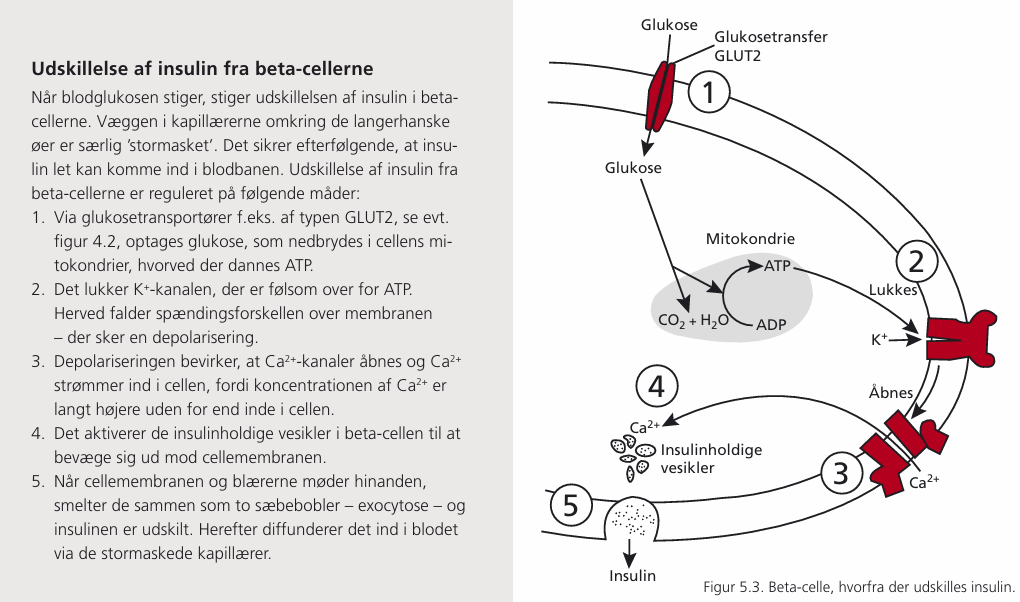 Udskillelse af insulin fra beta-cellerne
Når blodglukosen stiger, stiger udskillelsen af insulin i beta-
cellerne. Væggen i kapillærerne omkring de langerhanske
øer er særlig ’stormasket’. Det sikrer efterfølgende, at insu-
lin let kan komme ind i blodbanen. Udskillelse af insulin fra
beta-cellerne er reguleret på følgende måder:
1. Via glukosetransportører f.eks. af typen GLUT2, se evt.
figur 4.2, optages glukose, som nedbrydes i cellens mi-
tokondrier, hvorved der dannes ATP.
2. Det lukker K⁺-kanalen, der er følsom over for ATP.
Herved falder spændingsforskellen over membranen
– der sker en depolarisering.
3. Depolariseringen bevirker, at Ca²⁺-kanaler åbnes og Ca²⁺
strømmer ind i cellen, fordi koncentrationen af Ca²⁺ er
langt højere uden for end inde i cellen.
4. Det aktiverer de insulinholdige vesikler i beta-cellen til at
bevæge sig ud mod cellemembranen.
5. Når cellemembranen og blærerne møder hinanden,
smelter de sammen som to sæbebobler – exocytose – og
insulinen er udskilt. Herefter diffunderer det ind i blodet
via de stormaskede kapillærer.
Glukose
Glukosetransfer
GLUT2
1
Glukose
Mitokondrie
ATP
CO₂ + H₂O
ADP
2
Lukkes
K⁺
Åbnes
4
Ca²⁺
Insulinholdige
vesikler
3
Ca²⁺
5
Insulin
Figur 5.3. Beta-celle, hvorfra der udskilles insulin.